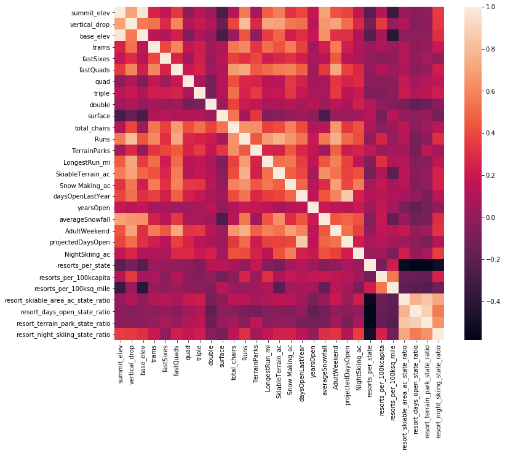 summit_elev
vertical_drop
base_elev
trams
fastSixes
fastQuads
quad
triple
double
surface
total_chairs
Runs
TerrainParks
LongestRun_mi
SkiableTerrain_ac
Snow Making_ac
daysOpenLastYear
yearsOpen
averageSnowfall
AdultWeekend
projectedDaysOpen
NightSkiing_ac
resorts_per_state
resorts_per_100kcapita
resorts_per_100ksq_mile
resort_skiable_area_ac_state_ratio
resort_days_open_state_ratio
resort_terrain_park_state_ratio
resort_night_skiing_state_ratio
summit_elev
vertical_drop
base_elev
trams
fastSixes
fastQuads
quad
triple
double
surface
total_chairs
Runs
TerrainParks
LongestRun_mi
SkiableTerrain_ac
Snow Making_ac
daysOpenLastYear
yearsOpen
averageSnowfall
AdultWeekend
projectedDaysOpen
NightSkiing_ac
resorts_per_state
resorts_per_100kcapita
resorts_per_100ksq_mile
resort_skiable_area_ac_state_ratio
resort_days_open_state_ratio
resort_terrain_park_state_ratio
resort_night_skiing_state_ratio
1.0
0.8
0.6
0.4
0.2
0.0
−0.2
−0.4